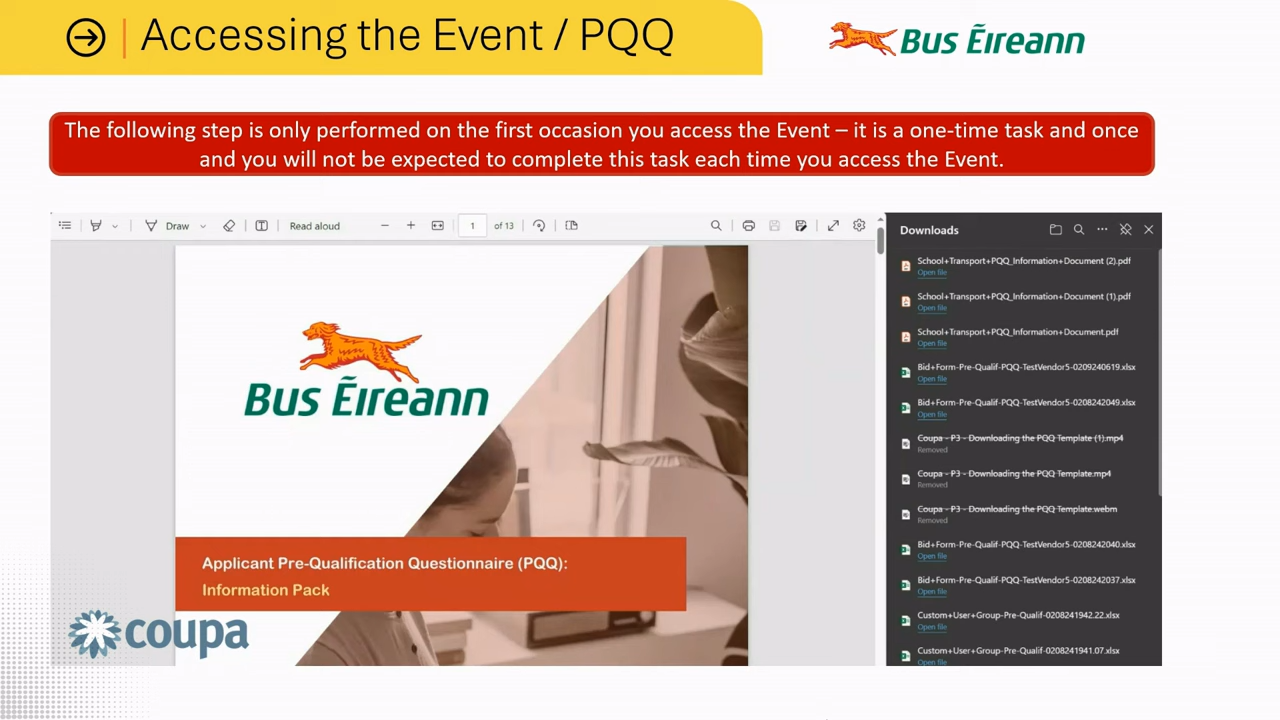 Accessing the Event / PQQ
Bus Éireann
The following step is only performed on the first occasion you access the Event – it is a one-time task and once
and you will not be expected to complete this task each time you access the Event.
Draw
Read aloud
1
of 13
Downloads
School+Transport+PQQ_Information+Document (2).pdf
Open file
School+Transport+PQQ_Information+Document (1).pdf
Open file
School+Transport+PQQ_Information+Document.pdf
Open file
Bid+Form-Pre-Qualif-PQQ-TestVendor5-0209240619.xlsx
Open file
Bid+Form-Pre-Qualif-PQQ-TestVendor5-0208242049.xlsx
Open file
Coupa - P3 - Downloading the PQQ Template (1).mp4
Removed
Coupa - P3 - Downloading the PQQ Template.mp4
Removed
Coupa - P3 - Downloading the PQQ Template.webm
Removed
Bid+Form-Pre-Qualif-PQQ-TestVendor5-0208242040.xlsx
Open file
Bid+Form-Pre-Qualif-PQQ-TestVendor5-0208242037.xlsx
Open file
Custom+User+Group-Pre-Qualif-0208241942.22.xlsx
Open file
Custom+User+Group-Pre-Qualif-0208241941.07.xlsx
Open file
Bus Éireann
Applicant Pre-Qualification Questionnaire (PQQ):
Information Pack
coupa